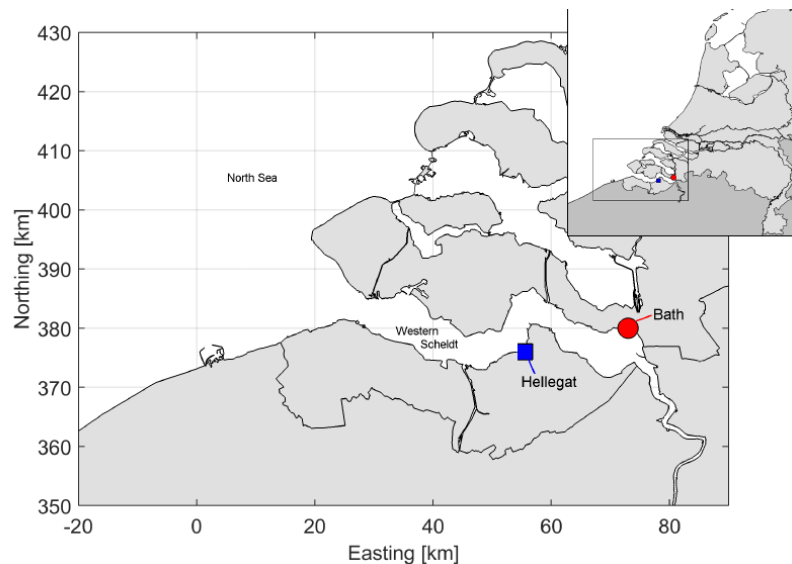 430
420
410
400
390
380
370
360
350
Northing [km]
North Sea
Western
Scheldt
Bath
Hellegat
-20
0
20
40
60
80
Easting [km]